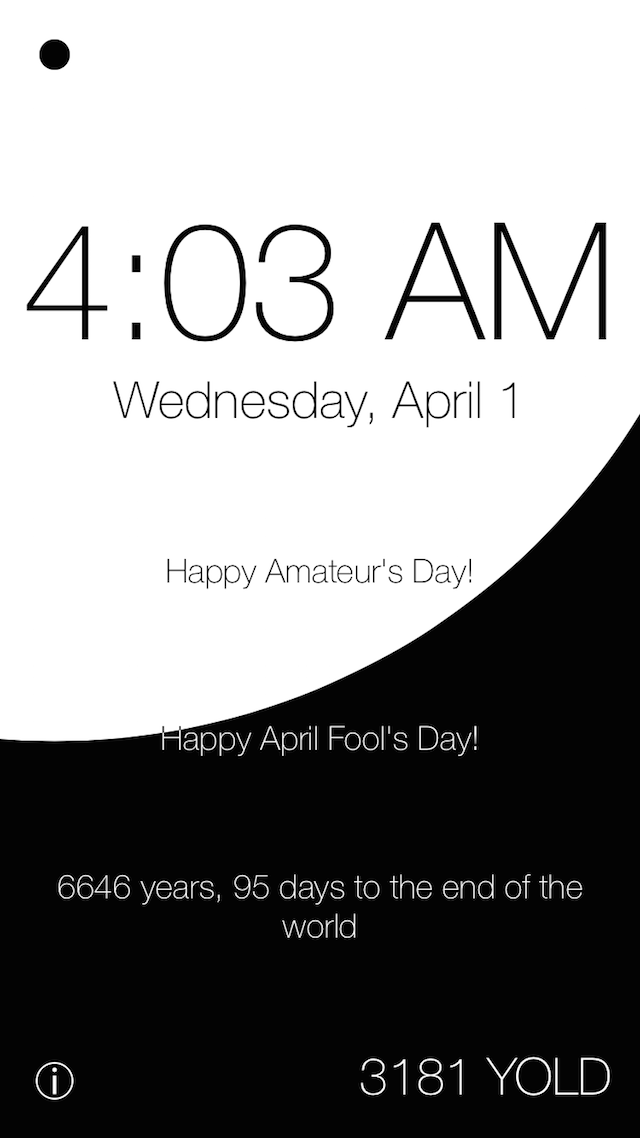 4:03 AM
Wednesday, April 1
Happy Amateur's Day!
Happy April Fool's Day!
6646 years, 95 days to the end of the
world
3181 YOLD